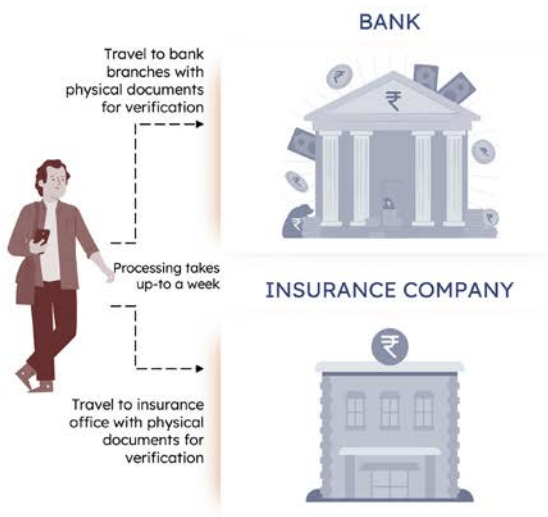 BANK
Travel to bank
branches with
physical documents
for verification
₹
₹
₹
₹
₹
Processing takes
up-to a week
INSURANCE COMPANY
₹
Travel to insurance
office with physical
documents for
verification